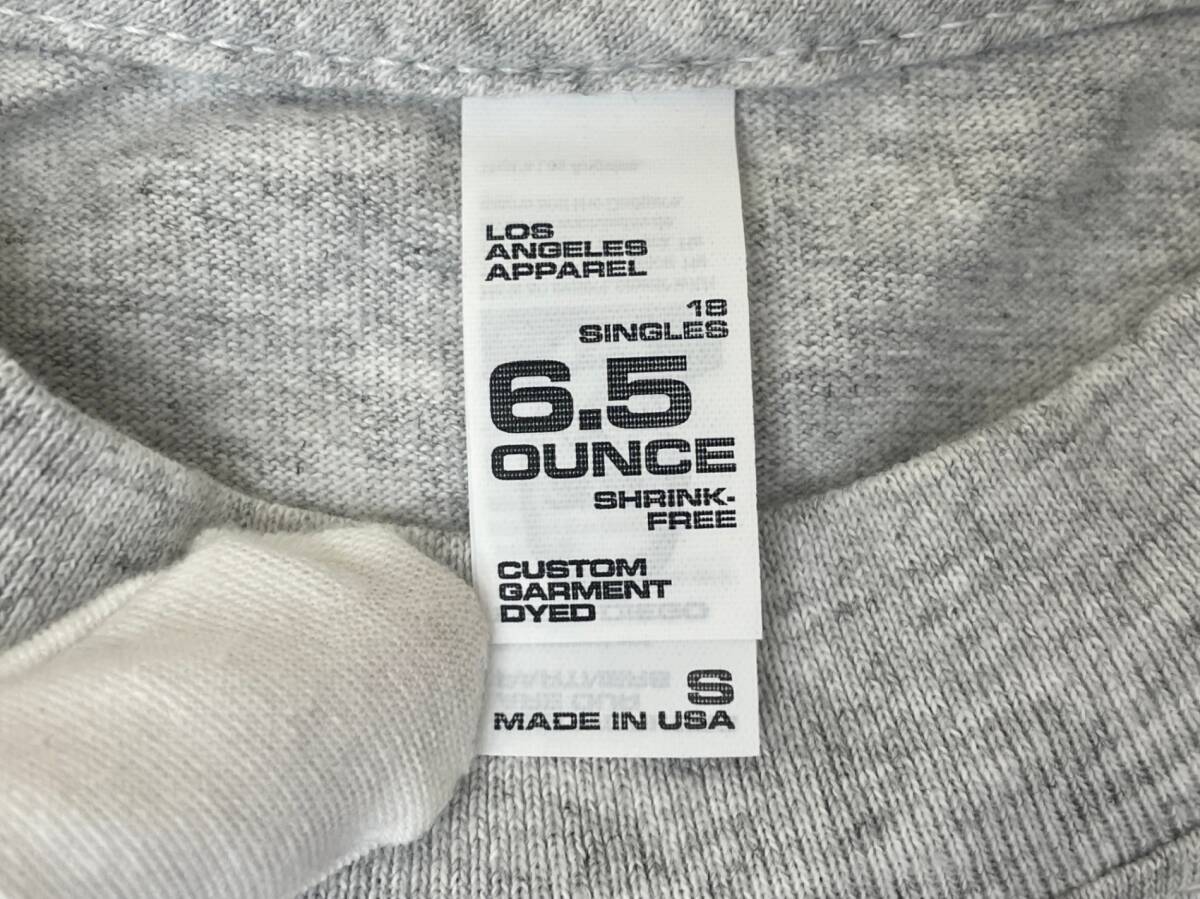 LOS
ANGELES
APPAREL
18
SINGLES
6.5
OUNCE
SHRINK-
FREE
CUSTOM
GARMENT
DYED
S
MADE IN USA